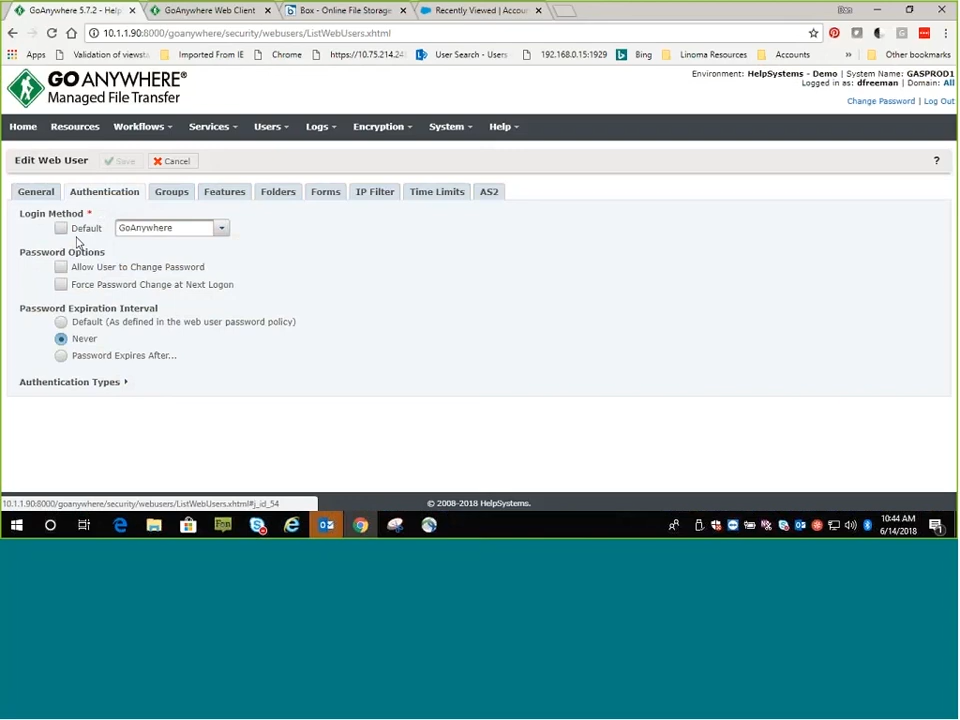 GoAnywhere 5.7.2 - Help
GoAnywhere Web Client
Box - Online File Storage
Recently Viewed | Accou
10.1.1.90:8000/goanywhere/security/webusers/ListWebUsers.xhtml
Apps
Validation of viewst
Imported From IE
Chrome
https://10.75.214.24
User Search - Users
192.168.0.15:1929
Bing
Linoma Resources
Accounts
»
Other bookmarks
GO ANYWHERE®
Managed File Transfer
Environment: HelpSystems - Demo | System Name: GASPROD1
Logged in as: dfreeman | Domain: All
Change Password | Log Out
Home
Resources
Workflows
Services
Users
Logs
Encryption
System
Help
Edit Web User
Save
Cancel
?
General
Authentication
Groups
Features
Folders
Forms
IP Filter
Time Limits
AS2
Login Method *
Default
GoAnywhere
Password Options
Allow User to Change Password
Force Password Change at Next Logon
Password Expiration Interval
Default (As defined in the web user password policy)
Never
Password Expires After...
Authentication Types
10.1.1.90:8000/goanywhere/security/webusers/ListWebUsers.xhtml#j_id_54
© 2008-2018 HelpSystems.
10:44 AM
6/14/2018